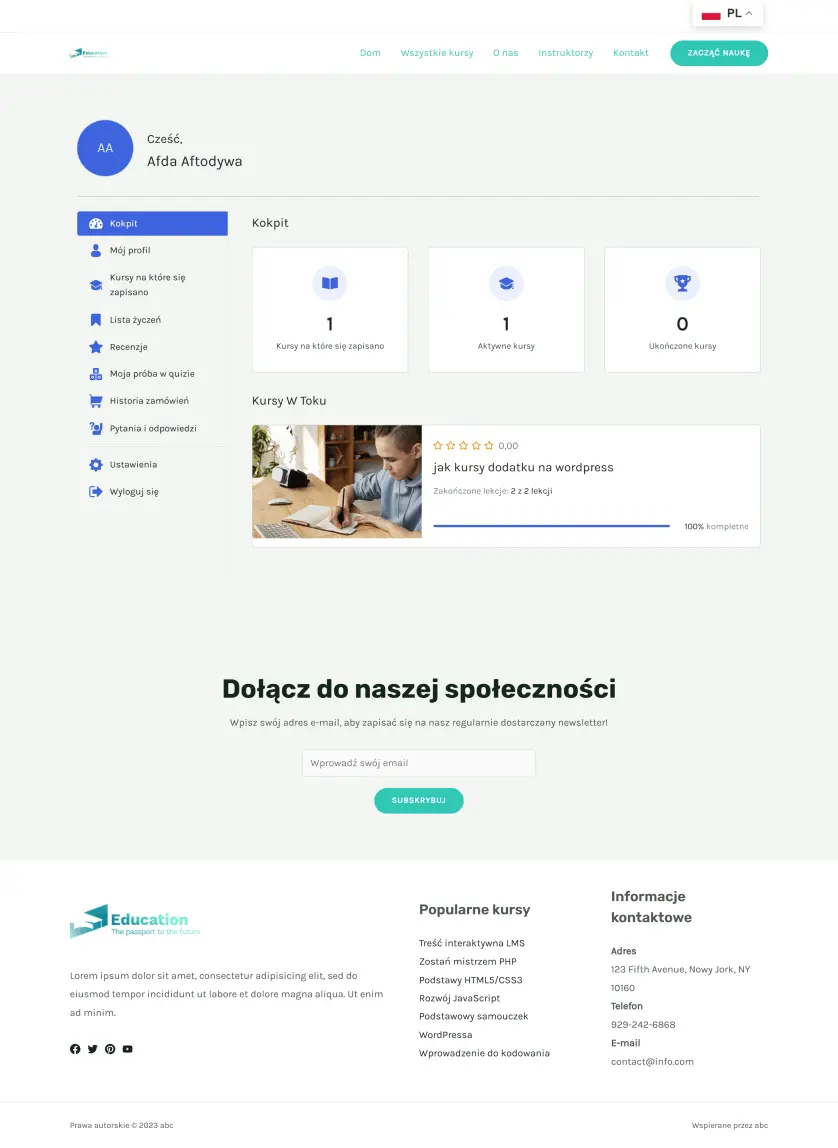 PL
Education
Dom
Wszystkie kursy
O nas
Instruktorzy
Kontakt
ZACZĄĆ NAUKĘ
AA
Cześć,
Afda Aftodywa
Kokpit
Mój profil
Kursy na które się
zapisano
Lista życzeń
Recenzje
Moja próba w quizie
Historia zamówień
Pytania i odpowiedzi
Ustawienia
Wyloguj się
Kokpit
1
Kursy na które się zapisano
1
Aktywne kursy
0
Ukończone kursy
Kursy W Toku
0,00
jak kursy dodatku na wordpress
Zakończone lekcje: 2 z 2 lekcji
100% kompletne
Dołącz do naszej społeczności
Wpisz swój adres e-mail, aby zapisać się na nasz regularnie dostarczany newsletter!
Wprowadź swój email
SUBSKRYBUJ
Education
The passport to the future
Lorem ipsum dolor sit amet, consectetur adipisicing elit, sed do
eiusmod tempor incididunt ut labore et dolore magna aliqua. Ut enim
ad minim.
Popularne kursy
Treść interaktywna LMS
Zostań mistrzem PHP
Podstawy HTML5/CSS3
Rozwój JavaScript
Podstawowy samouczek
WordPressa
Wprowadzenie do kodowania
Informacje
kontaktowe
Adres
123 Fifth Avenue, Nowy Jork, NY
10160
Telefon
929-242-6868
E-mail
contact@info.com
Prawa autorskie © 2023 abc
Wspierane przez abc